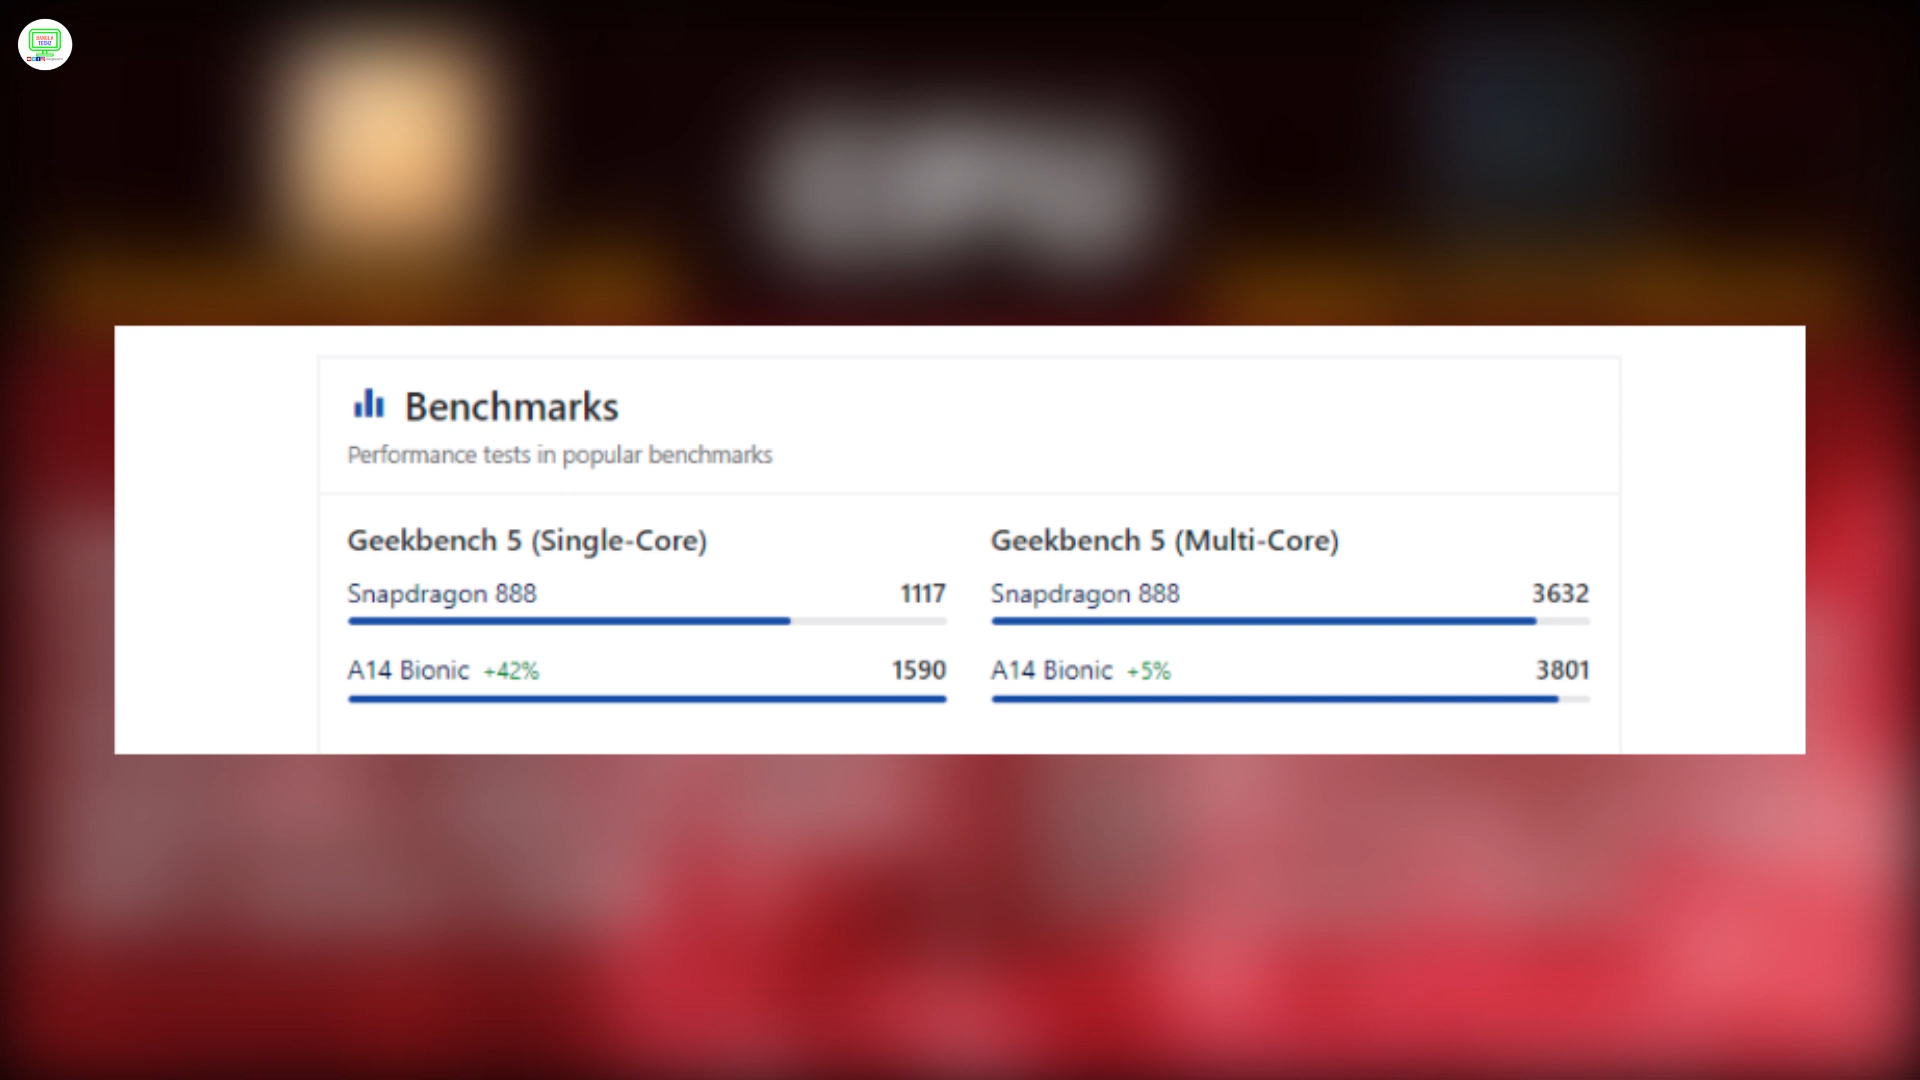 Benchmarks
Performance tests in popular benchmarks
Geekbench 5 (Single-Core)
Snapdragon 888 1117
A14 Bionic +42% 1590
Geekbench 5 (Multi-Core)
Snapdragon 888 3632
A14 Bionic +5% 3801